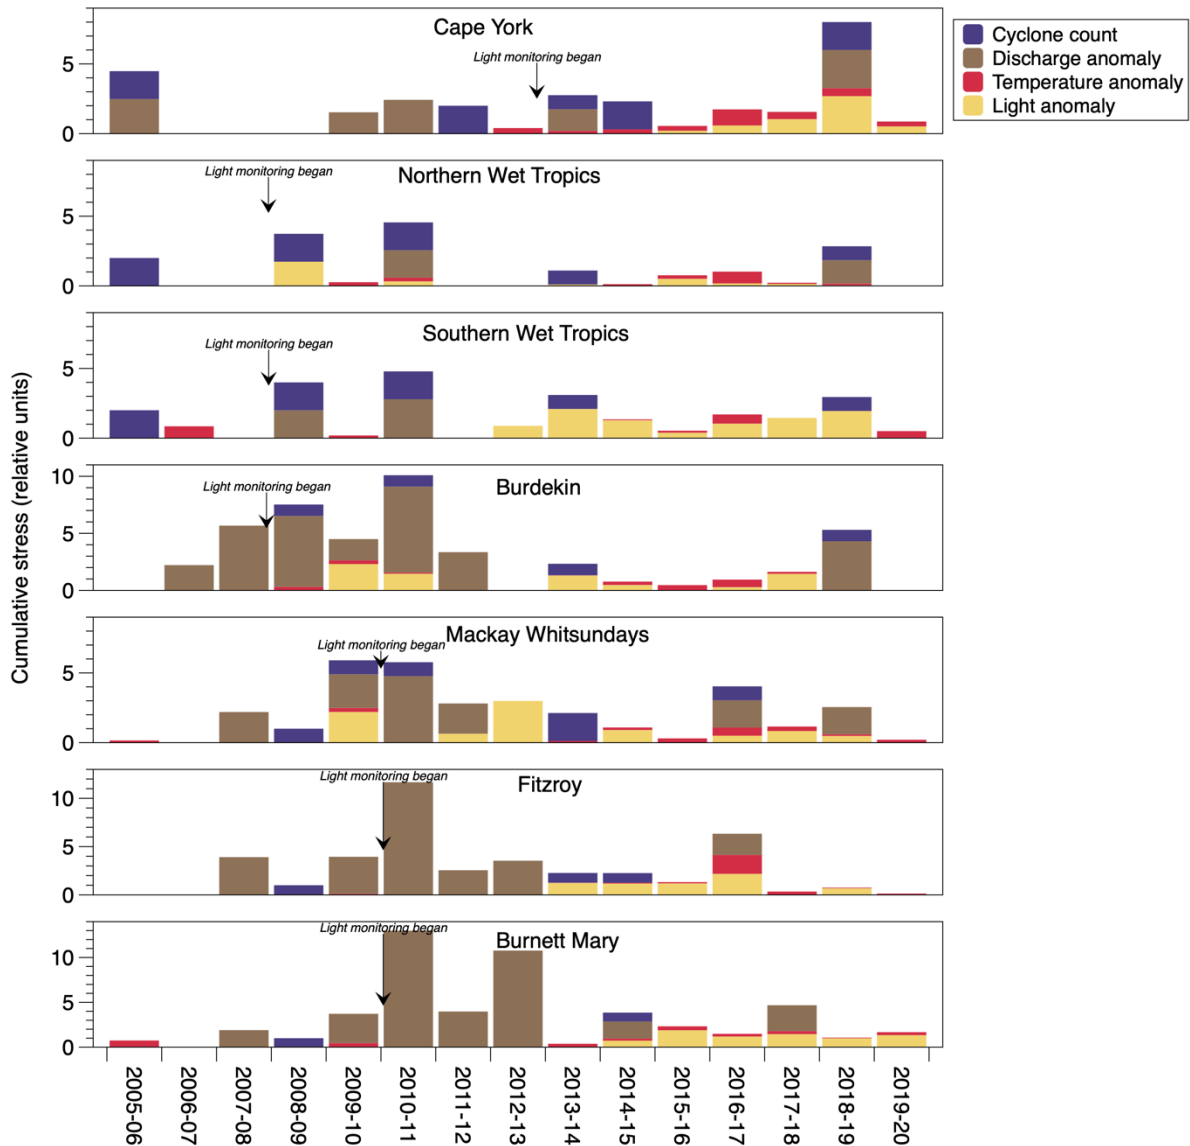 Cape York
Light monitoring began
5
0
Cyclone count
Discharge anomaly
Temperature anomaly
Light anomaly
Light monitoring began
Northern Wet Tropics
5
0
Light monitoring began
Southern Wet Tropics
5
0
Cumulative stress (relative units)
Light monitoring began
Burdekin
10
5
0
Light monitoring began
Mackay Whitsundays
5
0
Light monitoring began
Fitzroy
10
5
0
Light monitoring began
Burnett Mary
10
5
0
2005-06
2006-07
2007-08
2008-09
2009-10
2010-11
2011-12
2012-13
2013-14
2014-15
2015-16
2016-17
2017-18
2018-19
2019-20